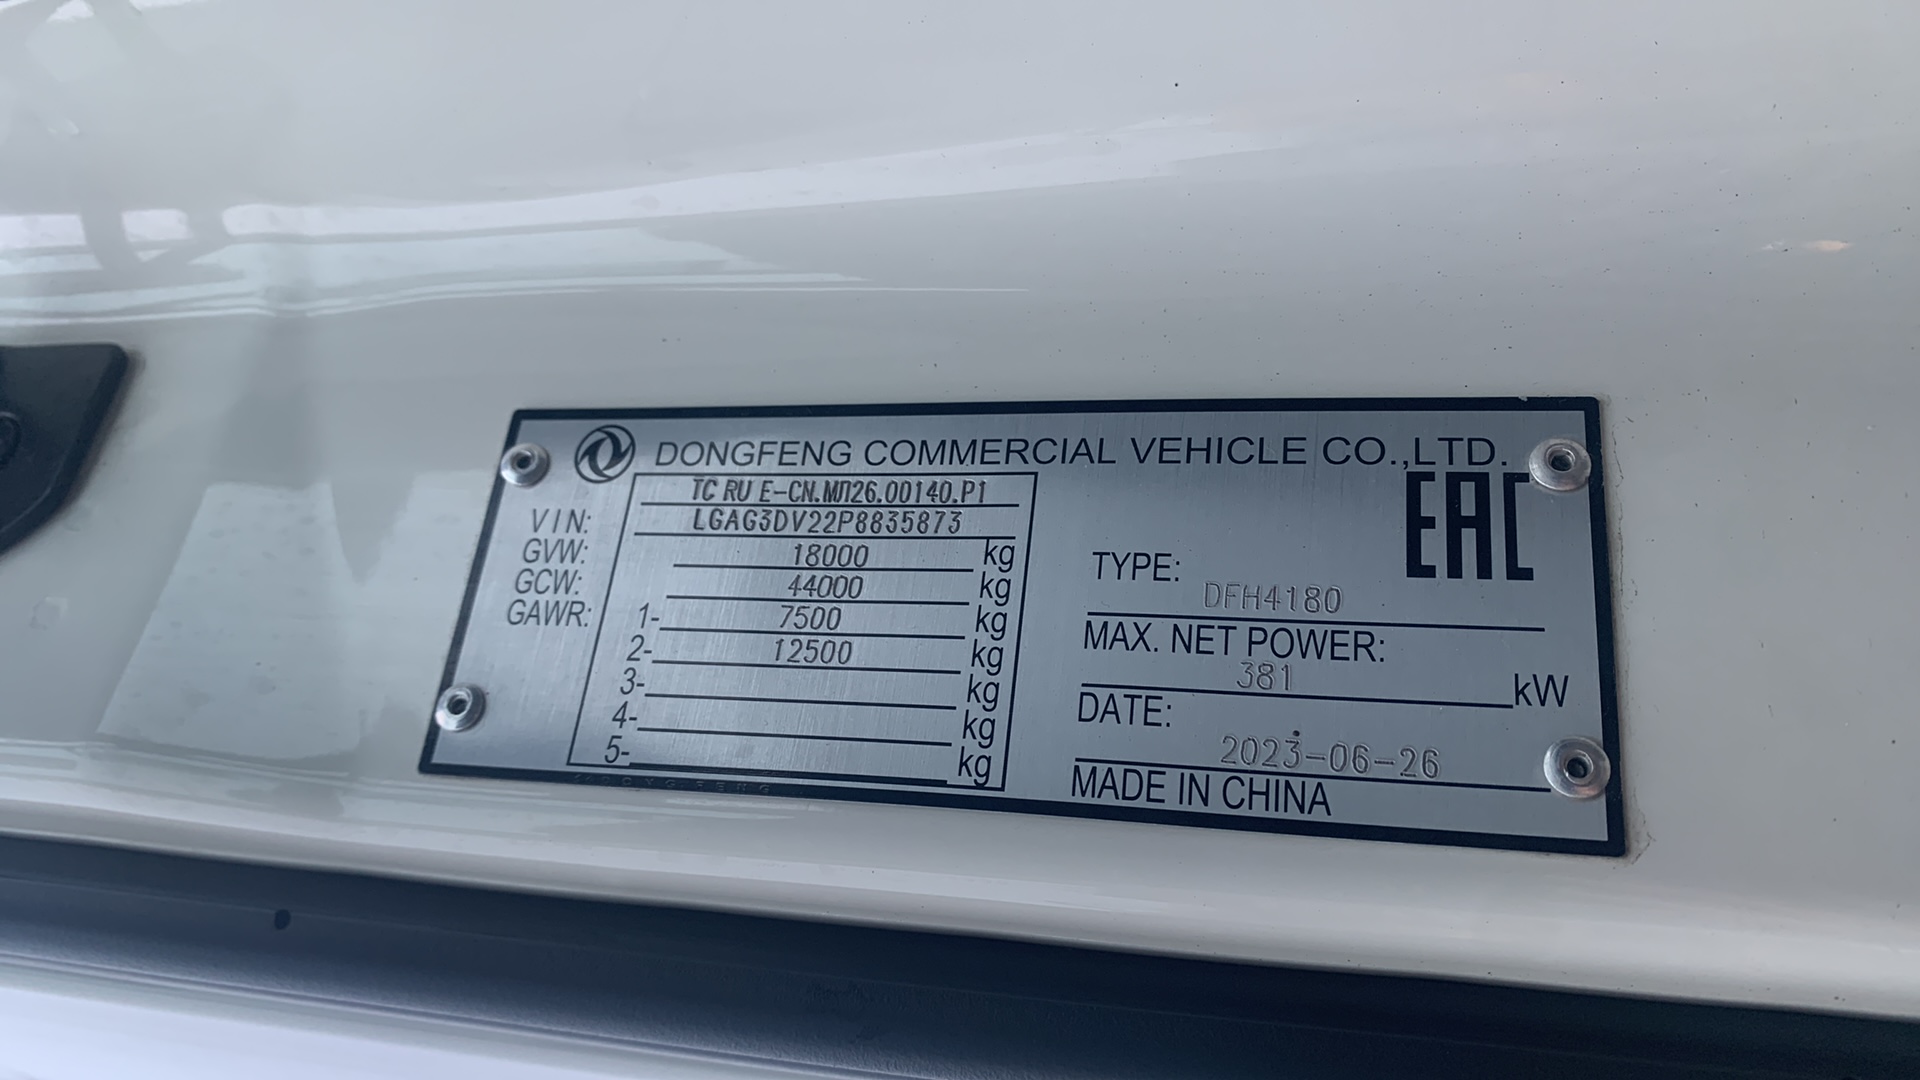 DONGFENG COMMERCIAL VEHICLE CO.,LTD.
TC RU E-CN.МЛ26.00140.P1
VIN: LGAG3DV22P8835873
GVW: 18000 kg
GCW: 44000 kg
GAWR: 1- 7500 kg
2- 12500 kg
3- kg
4- kg
5- kg
EAC
TYPE: DFH4180
MAX. NET POWER:
381 kW
DATE:
2023-06-26
MADE IN CHINA